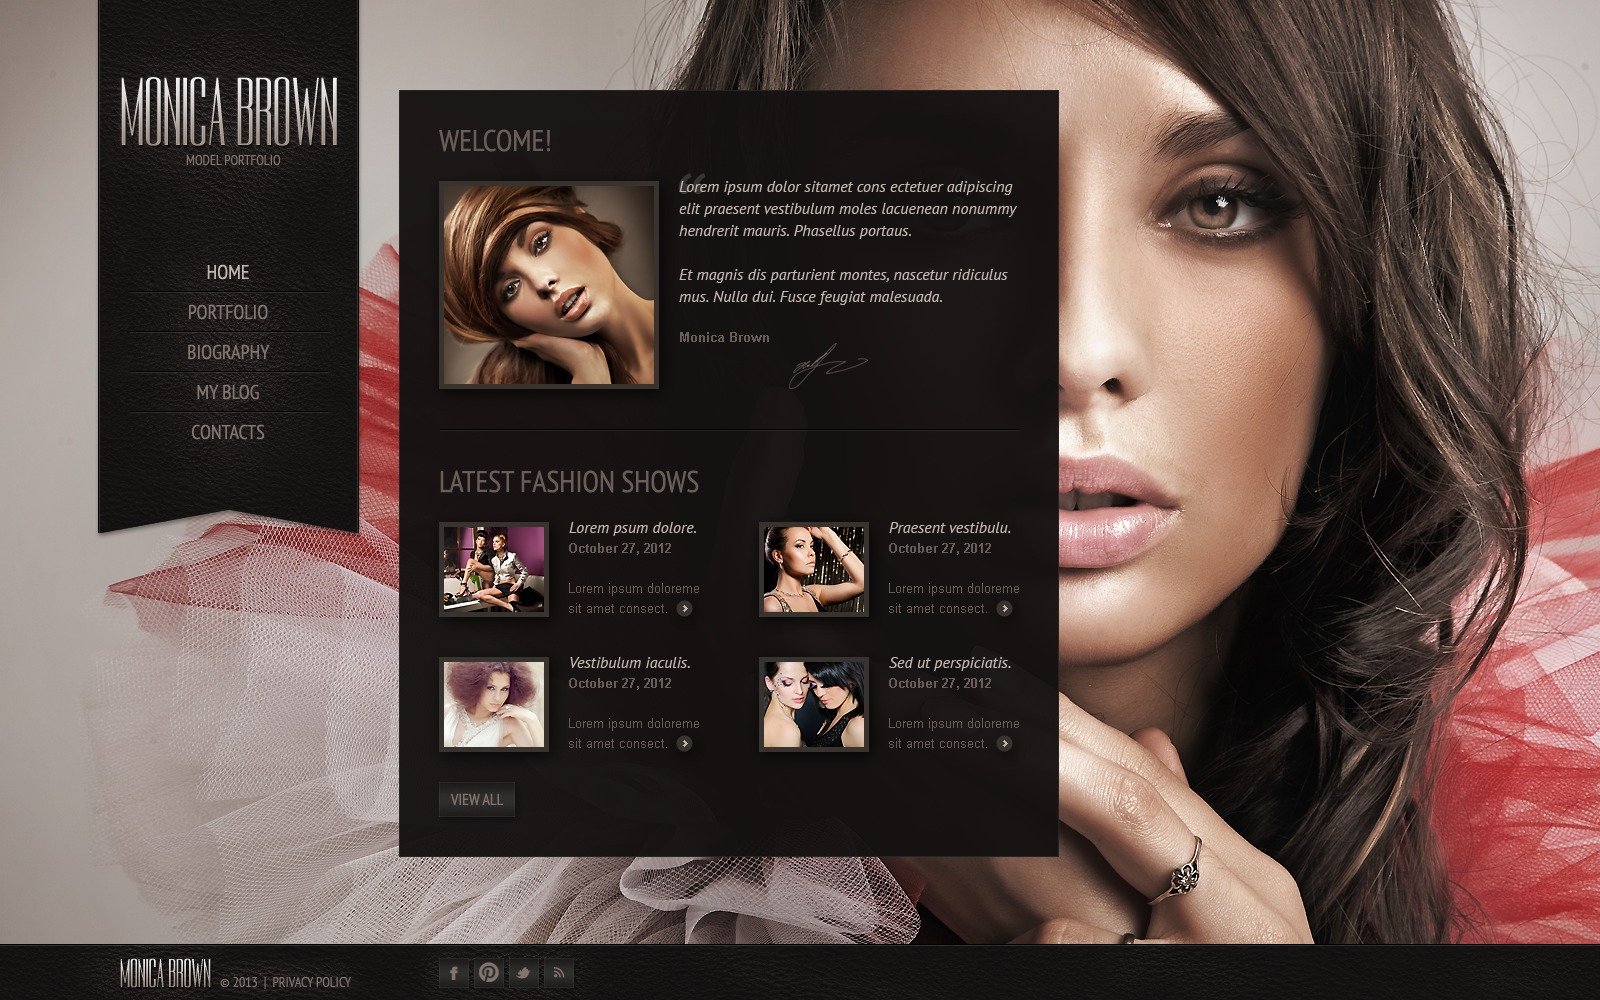 MONICA BROWN
MODEL PORTFOLIO
HOME
PORTFOLIO
BIOGRAPHY
MY BLOG
CONTACTS
WELCOME!
“
Lorem ipsum dolor sitamet cons ectetuer adipiscing
elit praesent vestibulum moles lacuenean nonummy
hendrerit mauris. Phasellus portaus.
Et magnis dis parturient montes, nascetur ridiculus
mus. Nulla dui. Fusce feugiat malesuada.
Monica Brown
LATEST FASHION SHOWS
Lorem psum dolore.
October 27, 2012
Lorem ipsum doloreme
sit amet consect.
Praesent vestibulu.
October 27, 2012
Lorem ipsum doloreme
sit amet consect.
Vestibulum iaculis.
October 27, 2012
Lorem ipsum doloreme
sit amet consect.
Sed ut perspiciatis.
October 27, 2012
Lorem ipsum doloreme
sit amet consect.
VIEW ALL
MONICA BROWN © 2013 | PRIVACY POLICY